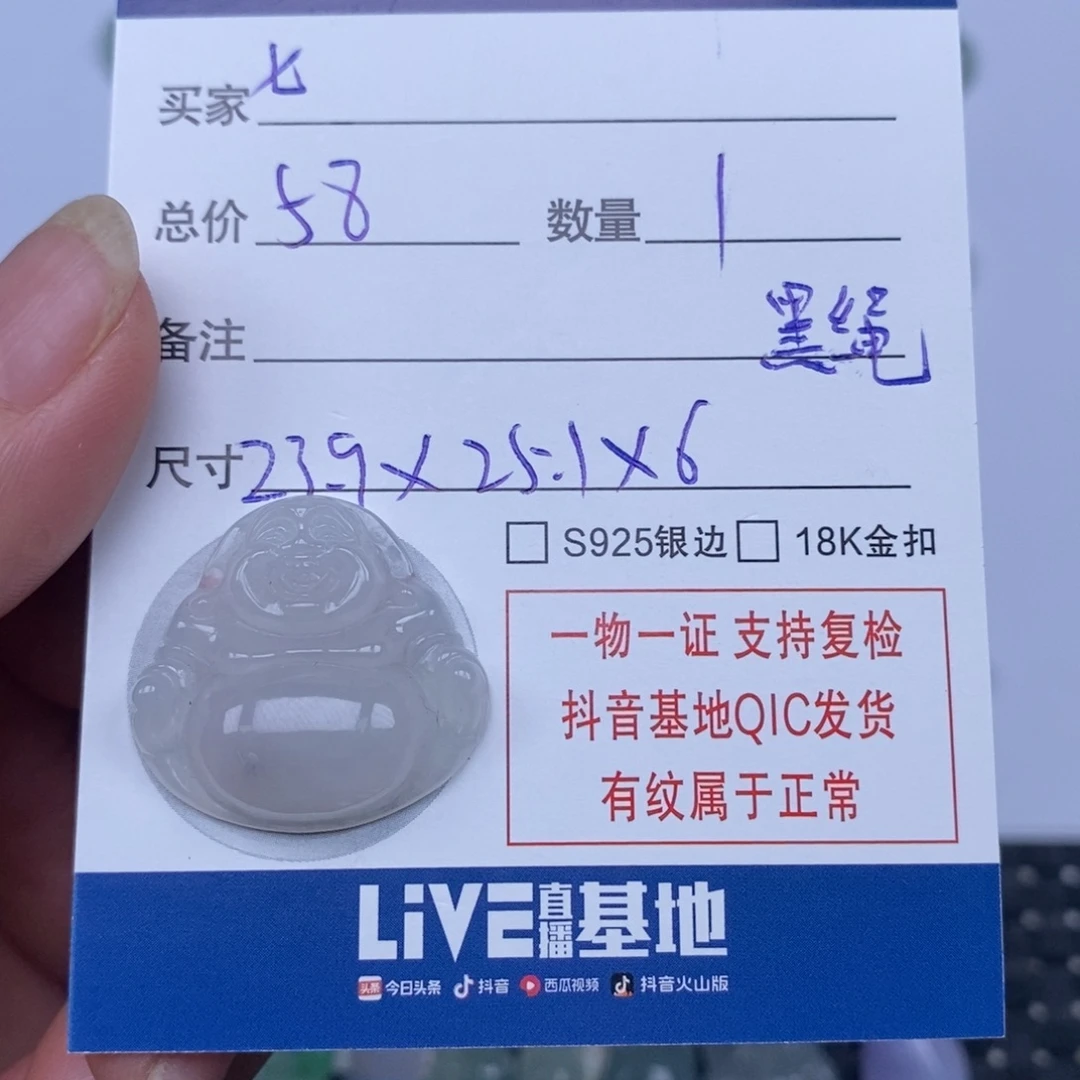 买家 七
总价 58 数量 1
备注 黑绳
尺寸 23.9×25.1×6
□ S925银边 □ 18K金扣
一物一证 支持复检
抖音基地QIC发货
有纹属于正常
LiVE直播基地
头条 今日头条 抖音 西瓜视频 抖音火山版